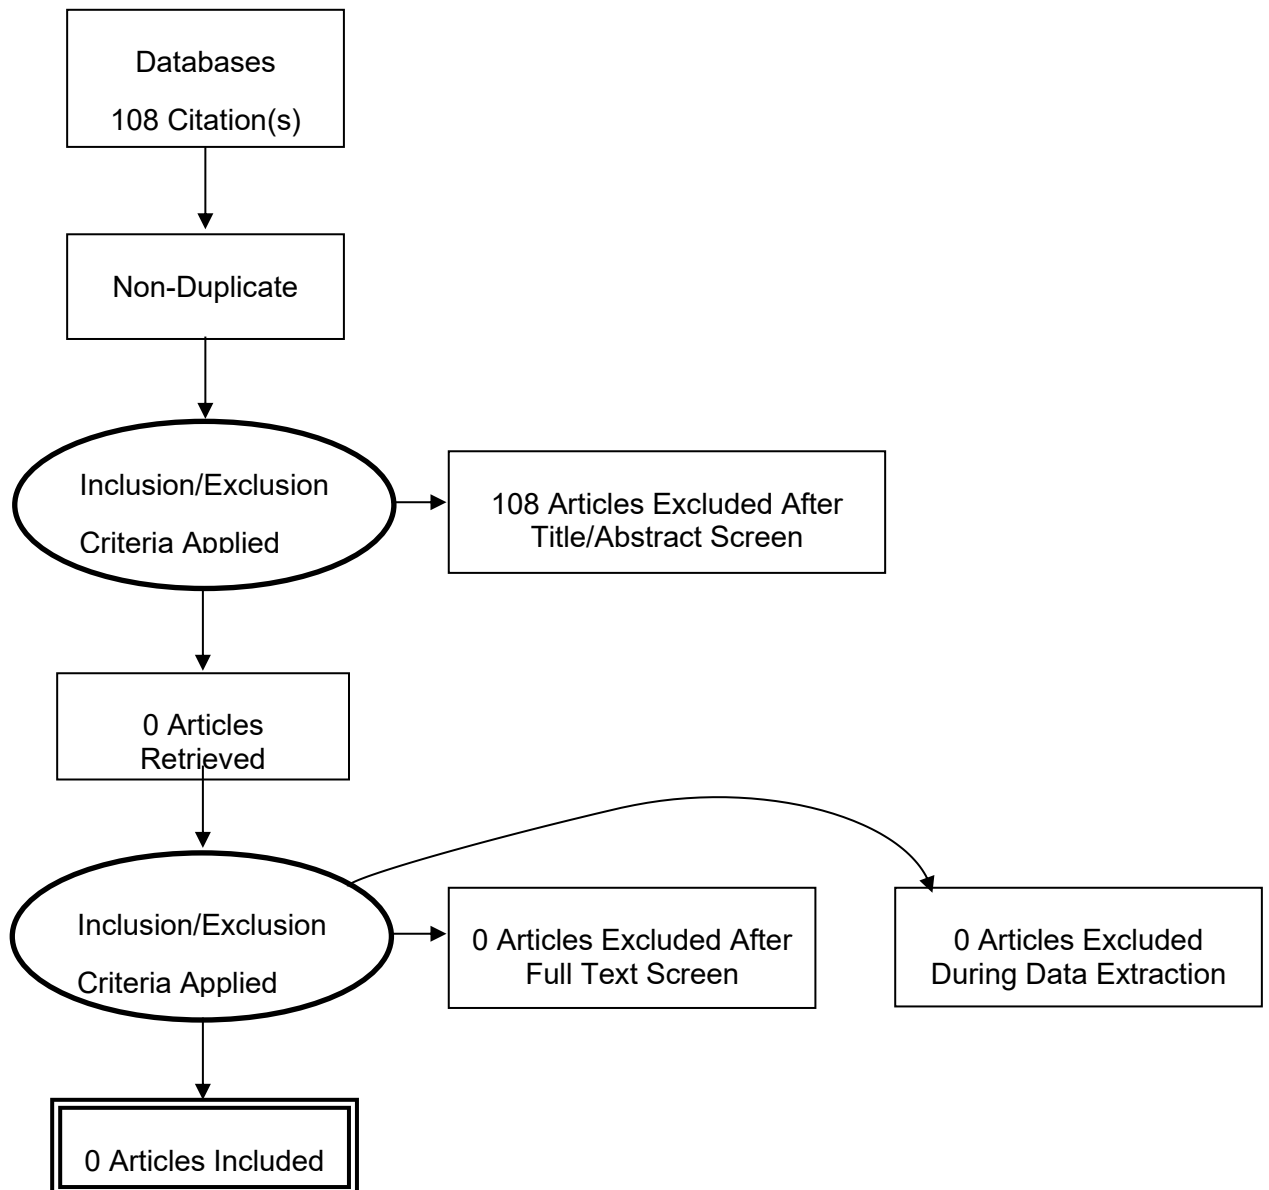 Databases
108 Citation(s)
Non-Duplicate
Inclusion/Exclusion
Criteria Applied
108 Articles Excluded After
Title/Abstract Screen
0 Articles
Retrieved
Inclusion/Exclusion
Criteria Applied
0 Articles Excluded After
Full Text Screen
0 Articles Excluded
During Data Extraction
0 Articles Included